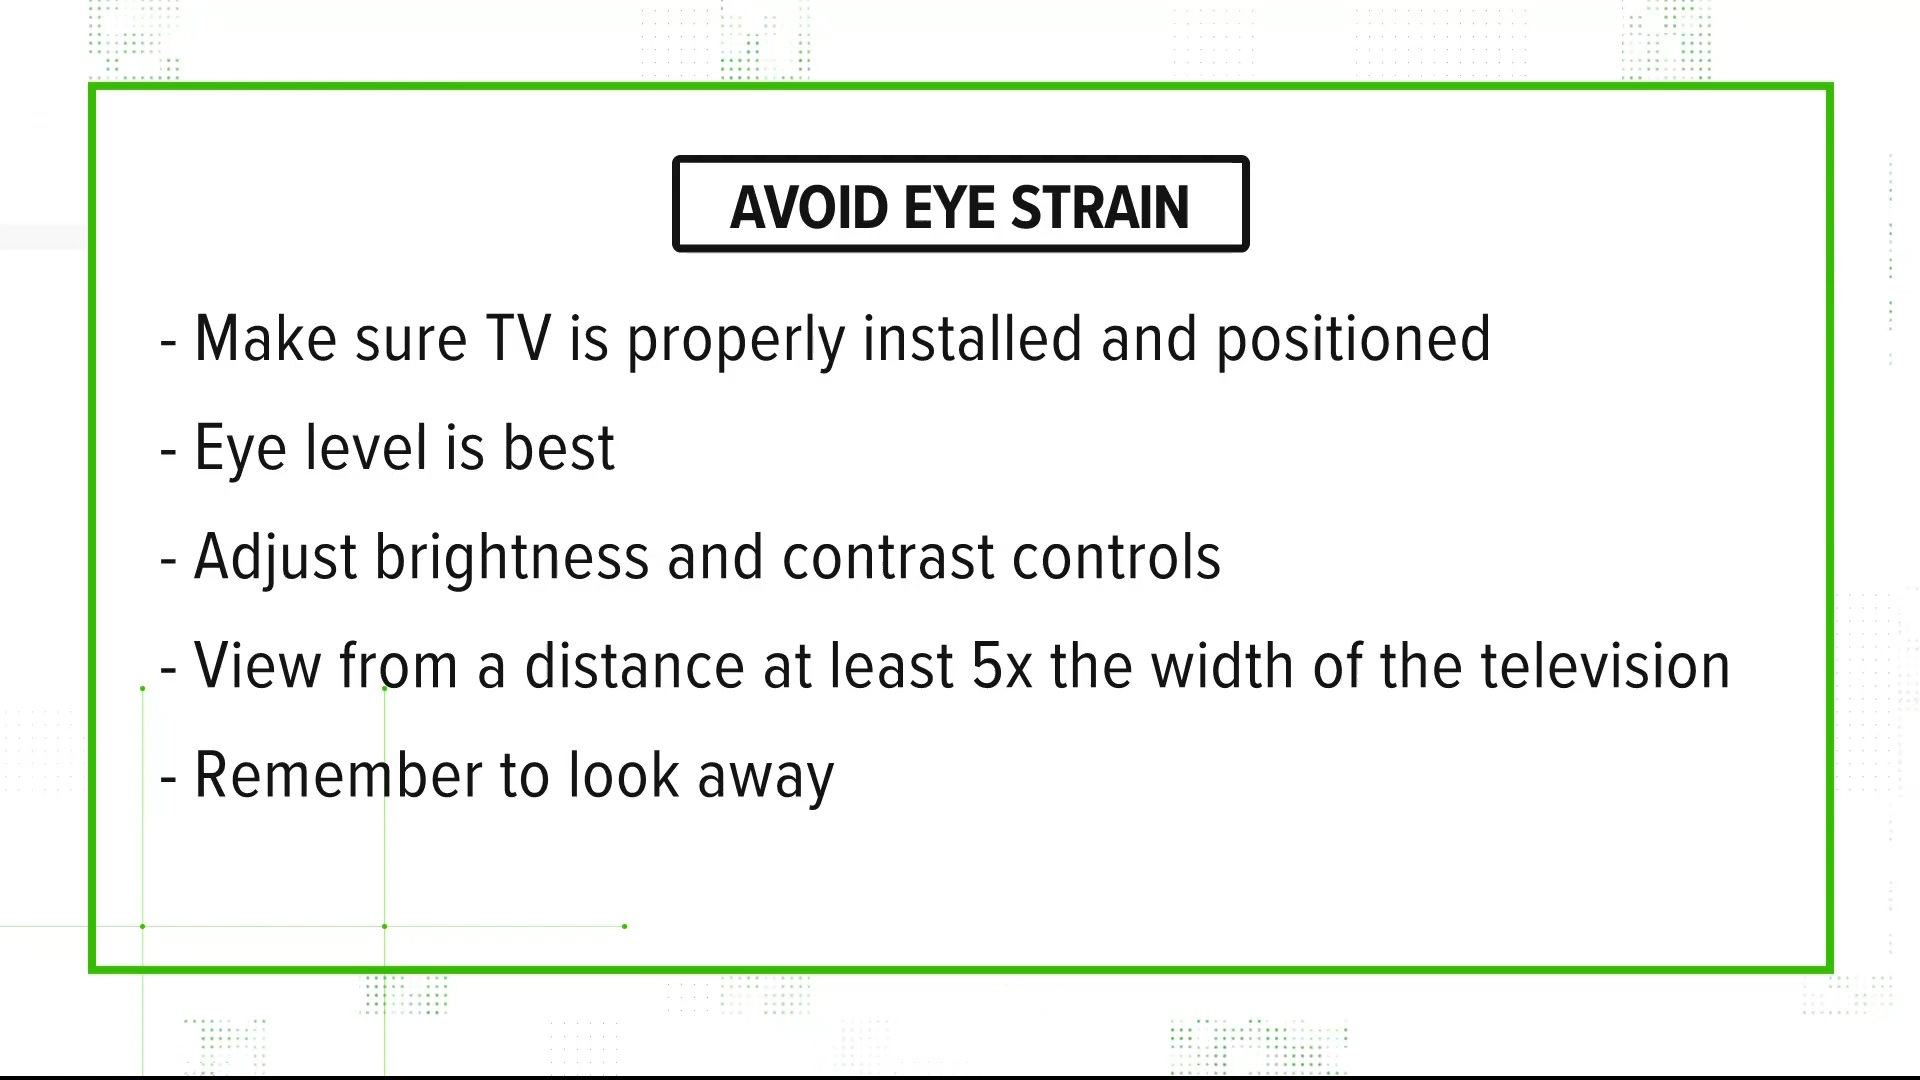 AVOID EYE STRAIN
- Make sure TV is properly installed and positioned
- Eye level is best
- Adjust brightness and contrast controls
- View from a distance at least 5x the width of the television
- Remember to look away